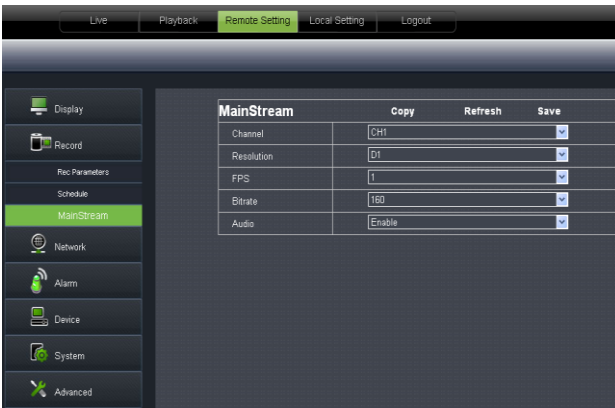 Live Playback Remote Setting Local Setting Logout
Display
Record
Rec Parameters
Schedule
MainStream
Network
Alarm
Device
System
Advanced
MainStream Copy Refresh Save
Channel CH1
Resolution D1
FPS 1
Bitrate 160
Audio Enable